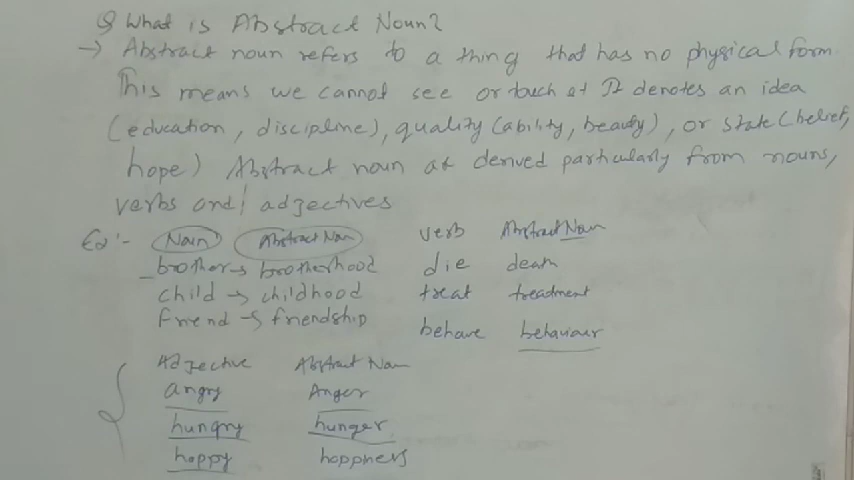 Q What is Abstract Noun?
→ Abstract noun refers to a thing that has no physical form
This means we cannot see or touch it It denotes an idea
(education, discipline), quality (ability, beauty), or state (belief,
hope) Abstract noun at derived particularly from nouns,
verbs and adjectives
Ex :- Noun Abstract Noun verb Abstract Noun
brother → brotherhood die death
child → childhood treat treatment
Friend → friendship behave behaviour
Adjective Abstract Noun
angry Anger
hungry hunger
happy happness